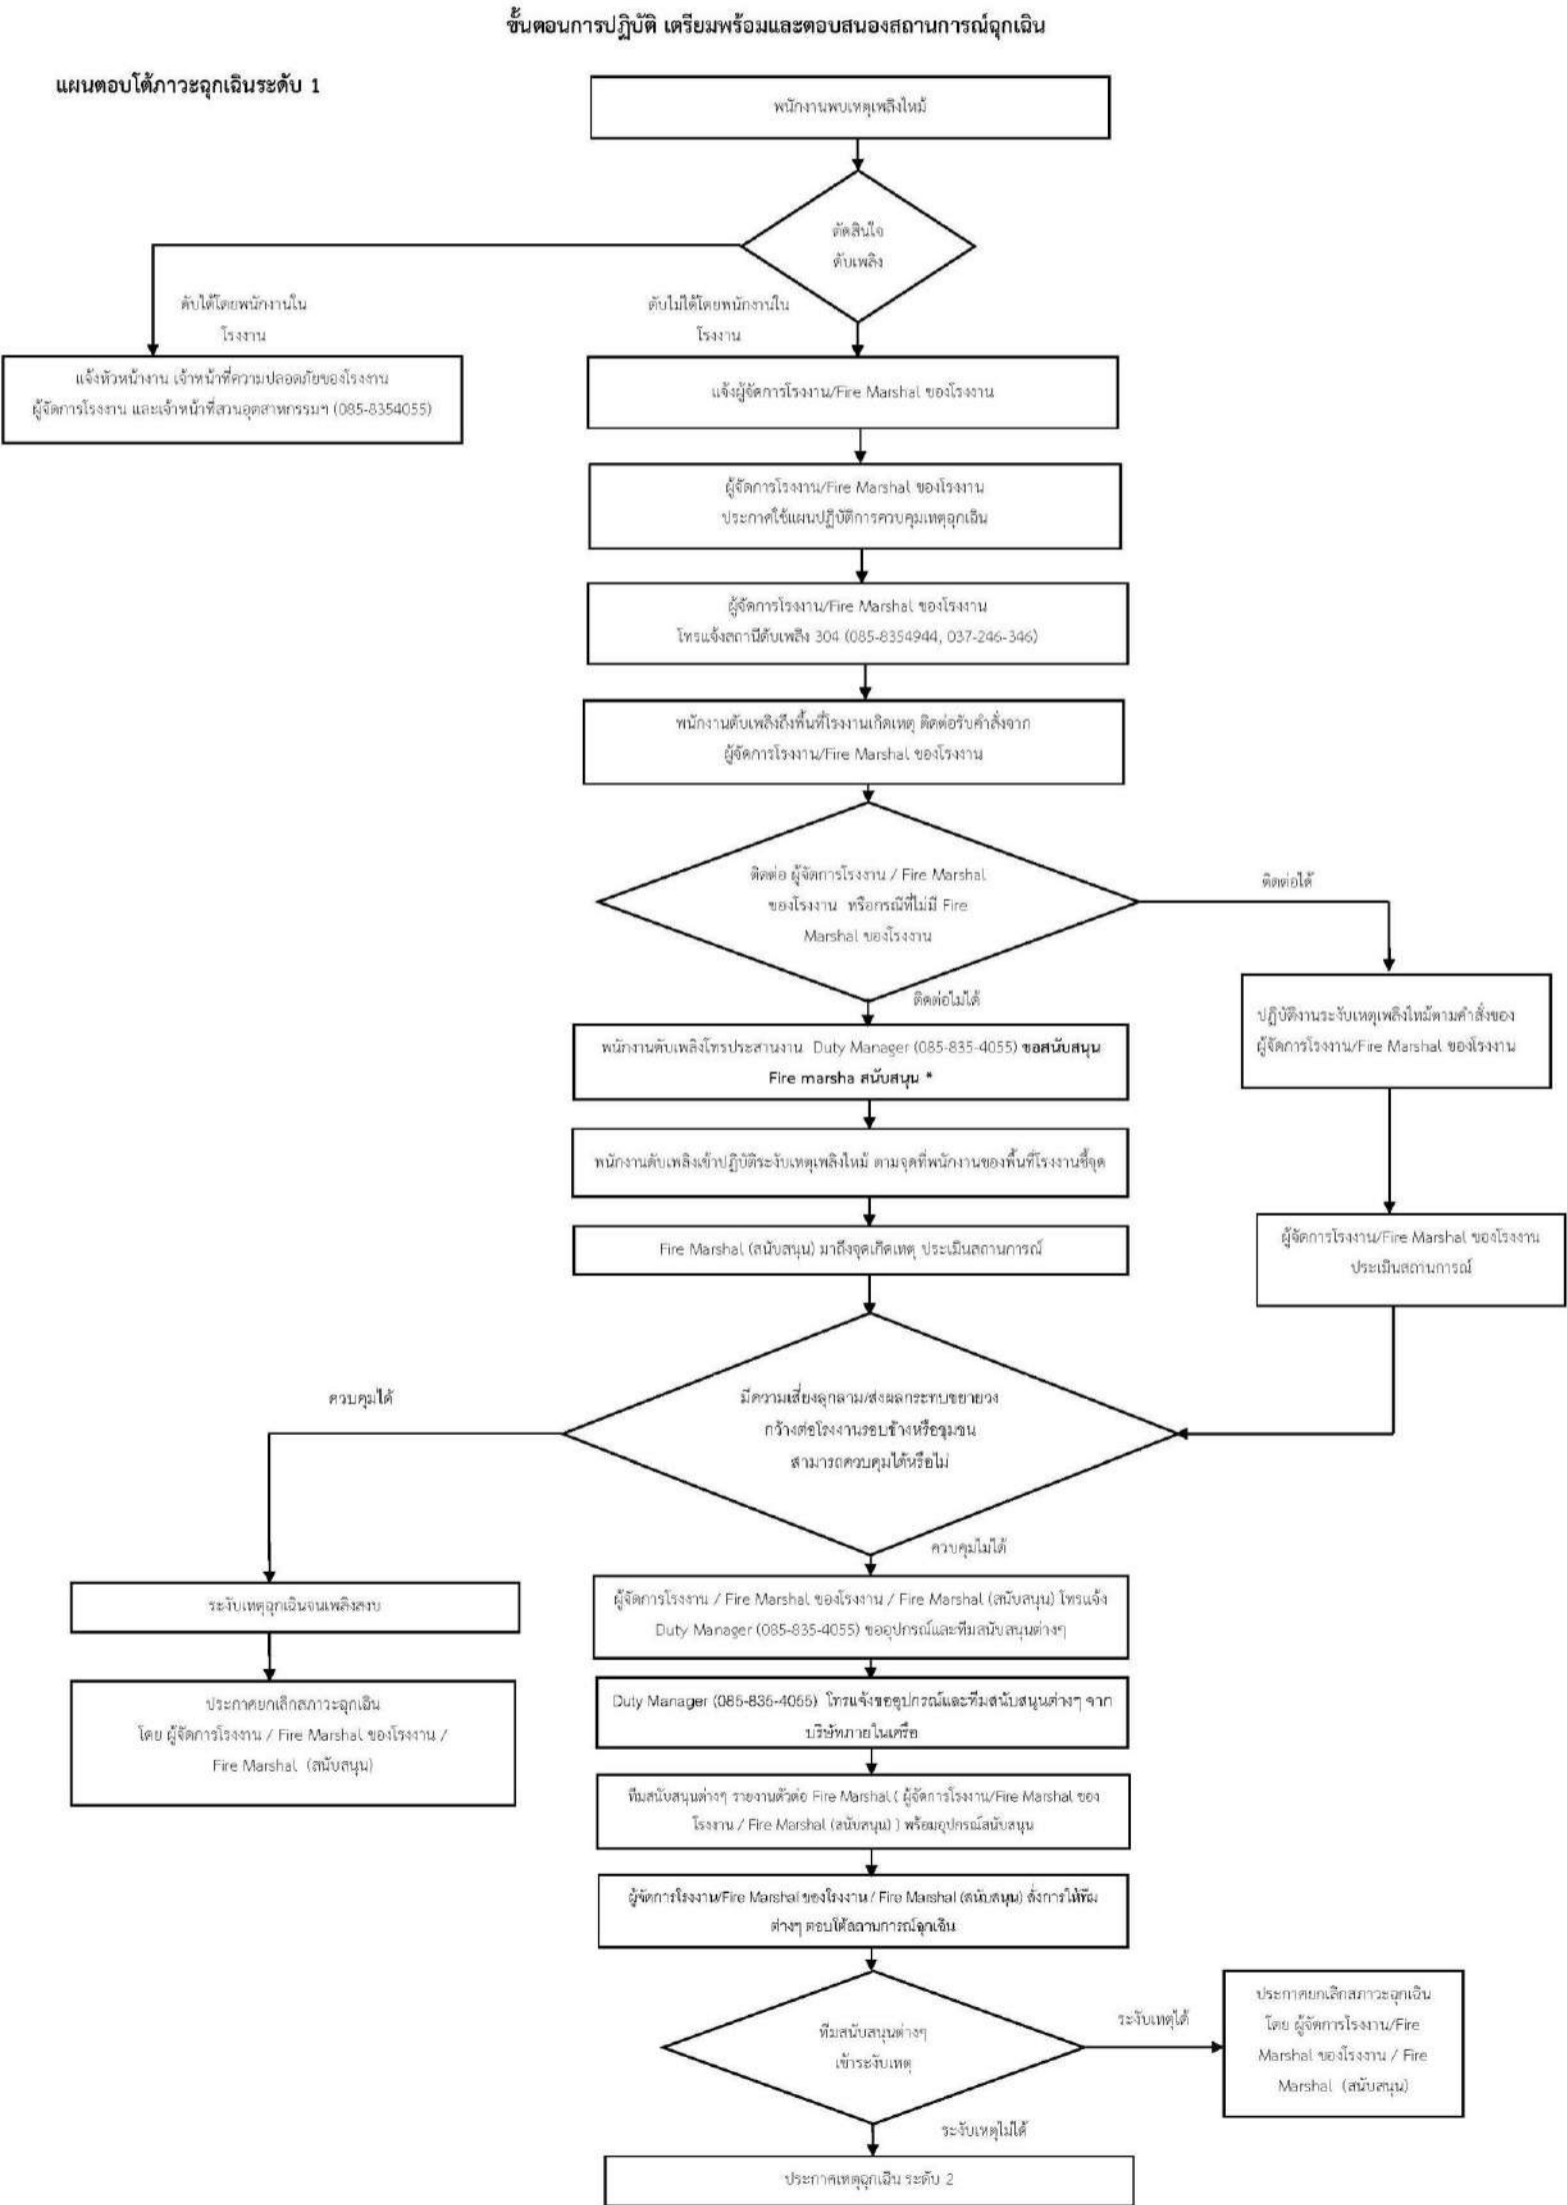 ขั้นตอนการปฏิบัติ เตรียมพร้อมและตอบสนองสถานการณ์ฉุกเฉิน
แผนตอบโต้ภาวะฉุกเฉินระดับ 1
พนักงานพบเหตุเพลิงไหม้
ตัดสินใจ
ดับเพลิง
ดับได้โดยพนักงานใน
โรงงาน
ดับไม่ได้โดยพนักงานใน
โรงงาน
แจ้งหัวหน้างาน เจ้าหน้าที่ความปลอดภัยของโรงงาน
ผู้จัดการโรงงาน และเจ้าหน้าที่สวนอุตสาหกรรมฯ (085-8354055)
แจ้งผู้จัดการโรงงาน/Fire Marshal ของโรงงาน
ผู้จัดการโรงงาน/Fire Marshal ของโรงงาน
ประกาศใช้แผนปฏิบัติการควบคุมเหตุฉุกเฉิน
ผู้จัดการโรงงาน/Fire Marshal ของโรงงาน
โทรแจ้งสถานีดับเพลิง 304 (085-8354944, 037-246-346)
พนักงานดับเพลิงถึงพื้นที่โรงงานเกิดเหตุ ติดต่อรับคำสั่งจาก
ผู้จัดการโรงงาน/Fire Marshal ของโรงงาน
ติดต่อ ผู้จัดการโรงงาน / Fire Marshal
ของโรงงาน หรือกรณีที่ไม่มี Fire
Marshal ของโรงงาน
ติดต่อได้
ติดต่อไม่ได้
ปฏิบัติงานระงับเหตุเพลิงไหม้ตามคำสั่งของ
ผู้จัดการโรงงาน/Fire Marshal ของโรงงาน
พนักงานดับเพลิงโทรประสานงาน Duty Manager (085-835-4055) ขอสนับสนุน
Fire marsha สนับสนุน *
พนักงานดับเพลิงเข้าปฏิบัติระงับเหตุเพลิงไหม้ ตามจุดที่พนักงานของพื้นที่โรงงานชี้จุด
Fire Marshal (สนับสนุน) มาถึงจุดเกิดเหตุ ประเมินสถานการณ์
ผู้จัดการโรงงาน/Fire Marshal ของโรงงาน
ประเมินสถานการณ์
มีความเสี่ยงลุกลาม/ส่งผลกระทบขยายวง
กว้างต่อโรงงานรอบข้างหรือชุมชน
สามารถควบคุมได้หรือไม่
ควบคุมได้
ควบคุมไม่ได้
ระงับเหตุฉุกเฉินจนเพลิงสงบ
ประกาศยกเลิกสภาวะฉุกเฉิน
โดย ผู้จัดการโรงงาน / Fire Marshal ของโรงงาน /
Fire Marshal (สนับสนุน)
ผู้จัดการโรงงาน / Fire Marshal ของโรงงาน / Fire Marshal (สนับสนุน) โทรแจ้ง
Duty Manager (085-835-4055) ขออุปกรณ์และทีมสนับสนุนต่างๆ
Duty Manager (085-835-4055) โทรแจ้งขออุปกรณ์และทีมสนับสนุนต่างๆ จาก
บริษัทภายในเครือ
ทีมสนับสนุนต่างๆ รายงานตัวต่อ Fire Marshal ( ผู้จัดการโรงงาน/Fire Marshal ของ
โรงงาน / Fire Marshal (สนับสนุน) ) พร้อมอุปกรณ์สนับสนุน
ผู้จัดการโรงงาน/Fire Marshal ของโรงงาน / Fire Marshal (สนับสนุน) สั่งการให้ทีม
ต่างๆ ตอบโต้สถานการณ์ฉุกเฉิน
ทีมสนับสนุนต่างๆ
เข้าระงับเหตุ
ระงับเหตุได้
ระงับเหตุไม่ได้
ประกาศยกเลิกสภาวะฉุกเฉิน
โดย ผู้จัดการโรงงาน/Fire
Marshal ของโรงงาน / Fire
Marshal (สนับสนุน)
ประกาศเหตุฉุกเฉิน ระดับ 2